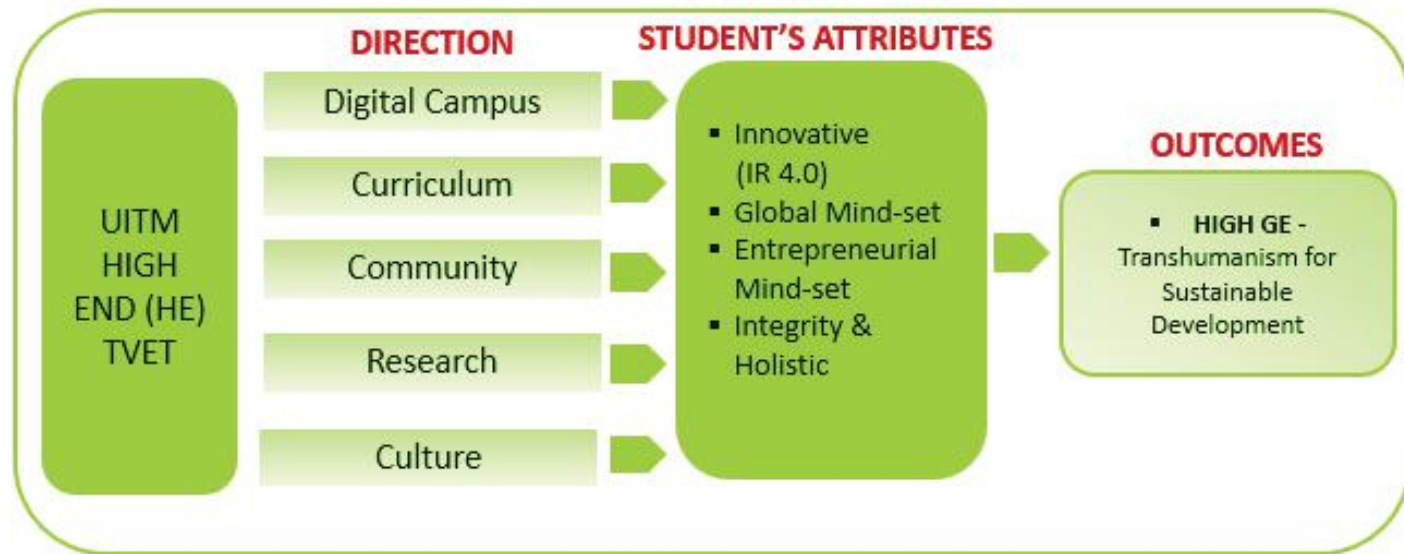 DIRECTION
STUDENT'S ATTRIBUTES
OUTCOMES
UITM
HIGH
END (HE)
TVET
Digital Campus
Curriculum
Community
Research
Culture
▪ Innovative
(IR 4.0)
▪ Global Mind-set
▪ Entrepreneurial
Mind-set
▪ Integrity &
Holistic
▪ HIGH GE -
Transhumanism for
Sustainable
Development